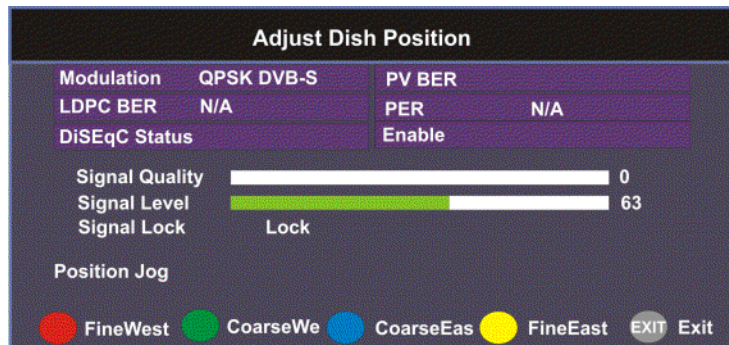 Adjust Dish Position
Modulation QPSK DVB-S PV BER
LDPC BER N/A PER N/A
DiSEqC Status Enable
Signal Quality 0
Signal Level 63
Signal Lock Lock
Position Jog
FineWest CoarseWe CoarseEas FineEast EXIT Exit